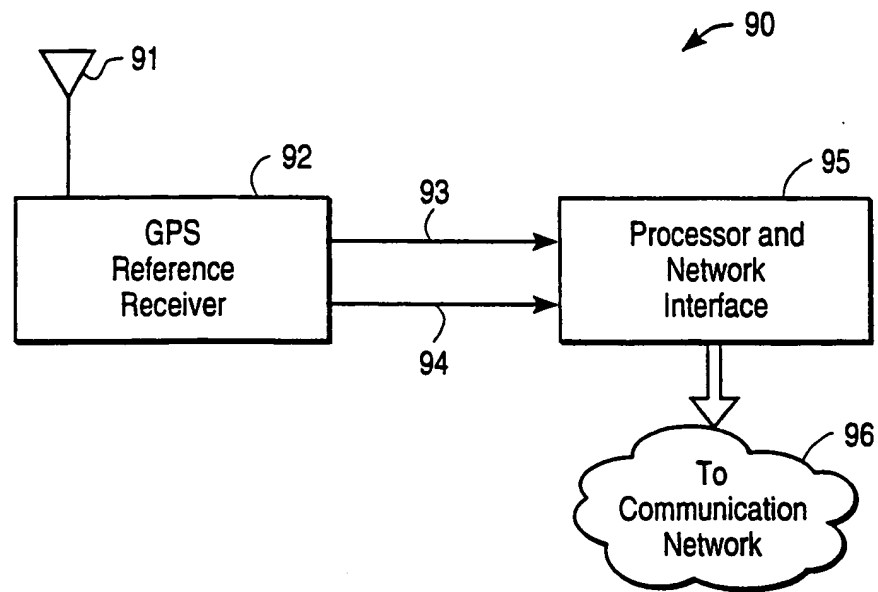 90
91
92
GPS
Reference
Receiver
93
94
95
Processor and
Network
Interface
96
To
Communication
Network